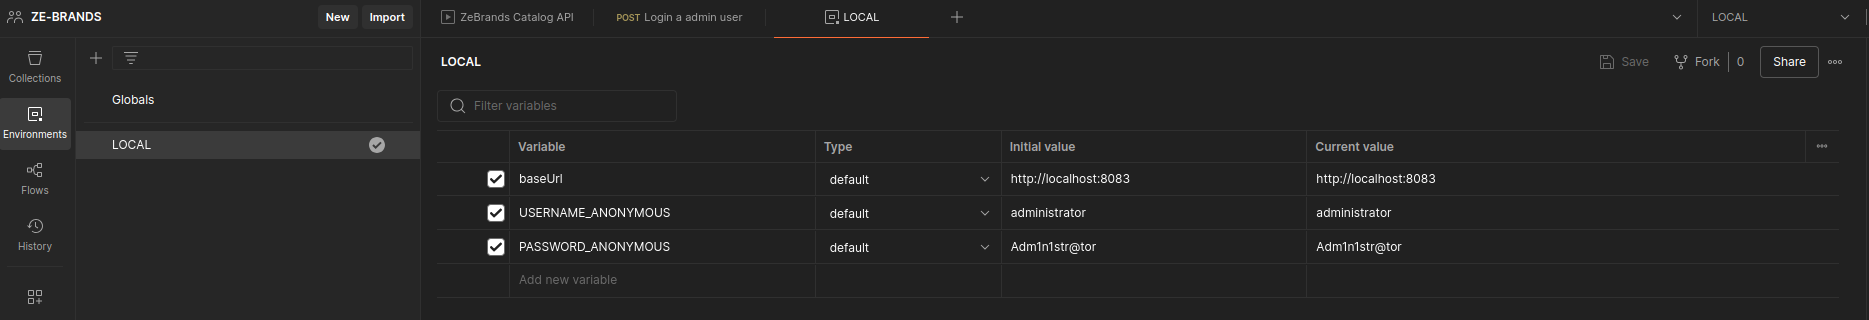 ZE-BRANDS
New
Import
ZeBrands Catalog API
POST Login a admin user
LOCAL
LOCAL
Collections
Environments
Flows
History
Globals
LOCAL
LOCAL
Save
Fork
0
Share
Filter variables
Variable Type Initial value Current value
baseUrl default http://localhost:8083 http://localhost:8083
USERNAME_ANONYMOUS default administrator administrator
PASSWORD_ANONYMOUS default Adm1n1str@tor Adm1n1str@tor
Add new variable